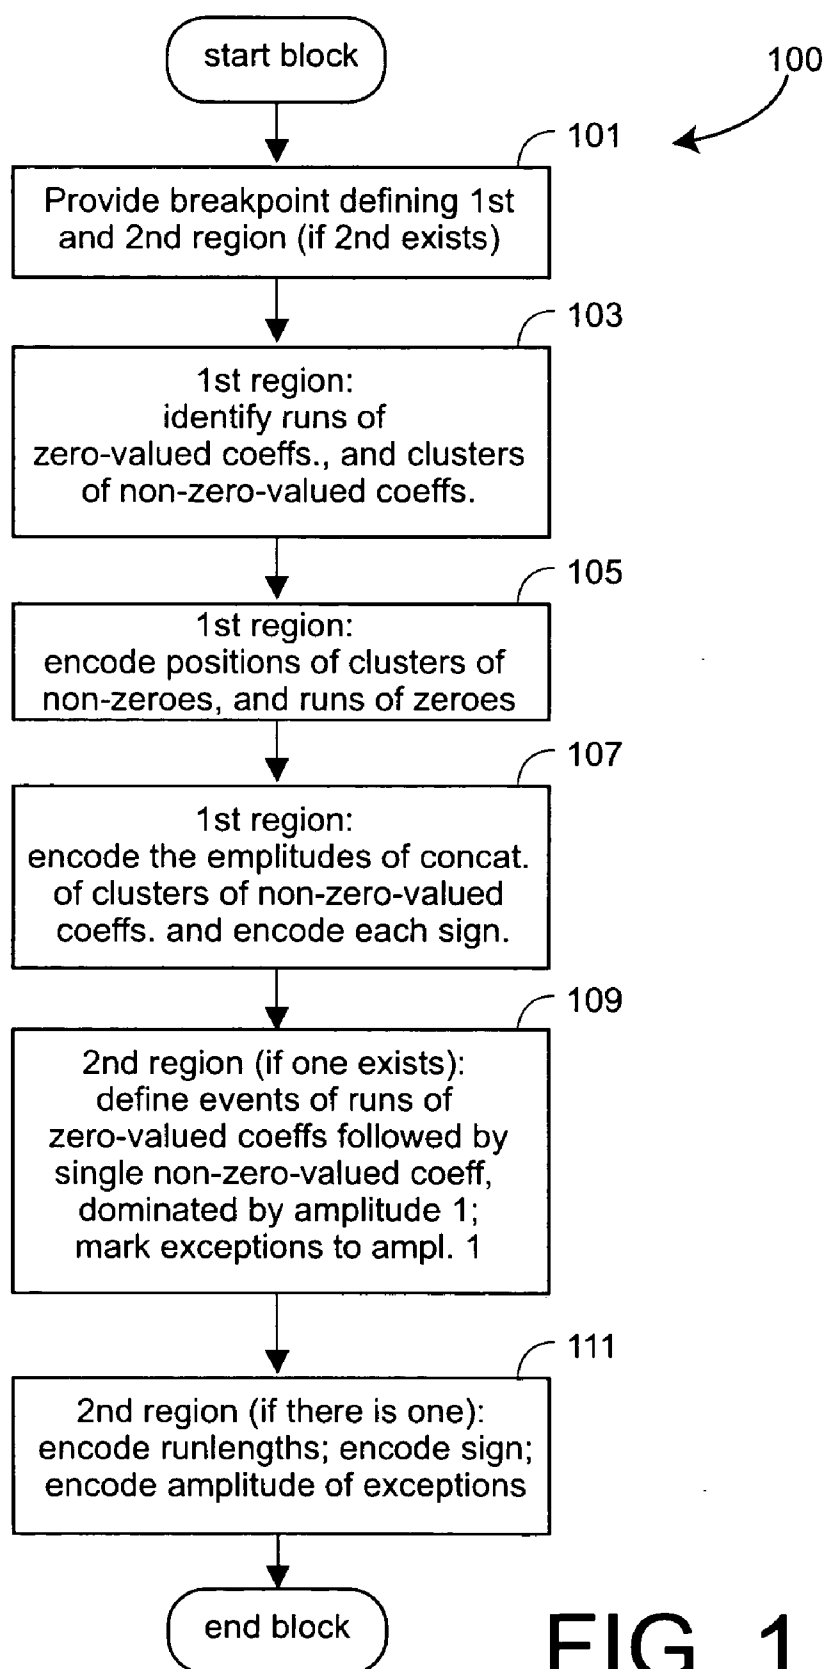 start block
100
101
Provide breakpoint defining 1st
and 2nd region (if 2nd exists)
103
1st region:
identify runs of
zero-valued coeffs., and clusters
of non-zero-valued coeffs.
105
1st region:
encode positions of clusters of
non-zeroes, and runs of zeroes
107
1st region:
encode the emplitudes of concat.
of clusters of non-zero-valued
coeffs. and encode each sign.
109
2nd region (if one exists):
define events of runs of
zero-valued coeffs followed by
single non-zero-valued coeff,
dominated by amplitude 1;
mark exceptions to ampl. 1
111
2nd region (if there is one):
encode runlengths; encode sign;
encode amplitude of exceptions
end block
FIG. 1